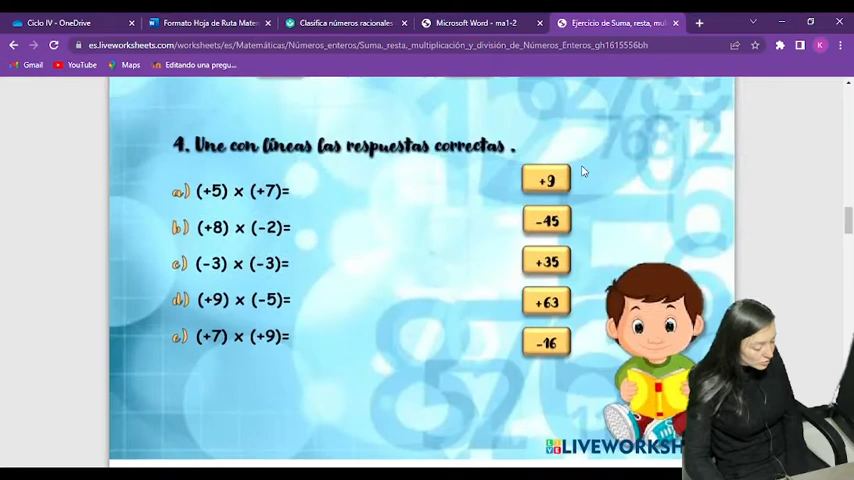 Ciclo IV - OneDrive
Formato Hoja de Ruta Mater
Clasifica números racionales
Microsoft Word - ma1-2
Ejercicio de Suma, resta, mul
es.liveworksheets.com/worksheets/es/Matemáticas/Números_enteros/Suma,_resta,_multiplicación_y_división_de_Números_Enteros_gh1615556bh
K
Gmail
YouTube
Maps
Editando una pregu...
4. Une con líneas las respuestas correctas .
a) (+5) x (+7)=
+9
b) (+8) x (-2)=
-45
c) (-3) x (-3)=
+35
d) (+9) x (-5)=
+63
e) (+7) x (+9)=
-16
LIVEWORKSH